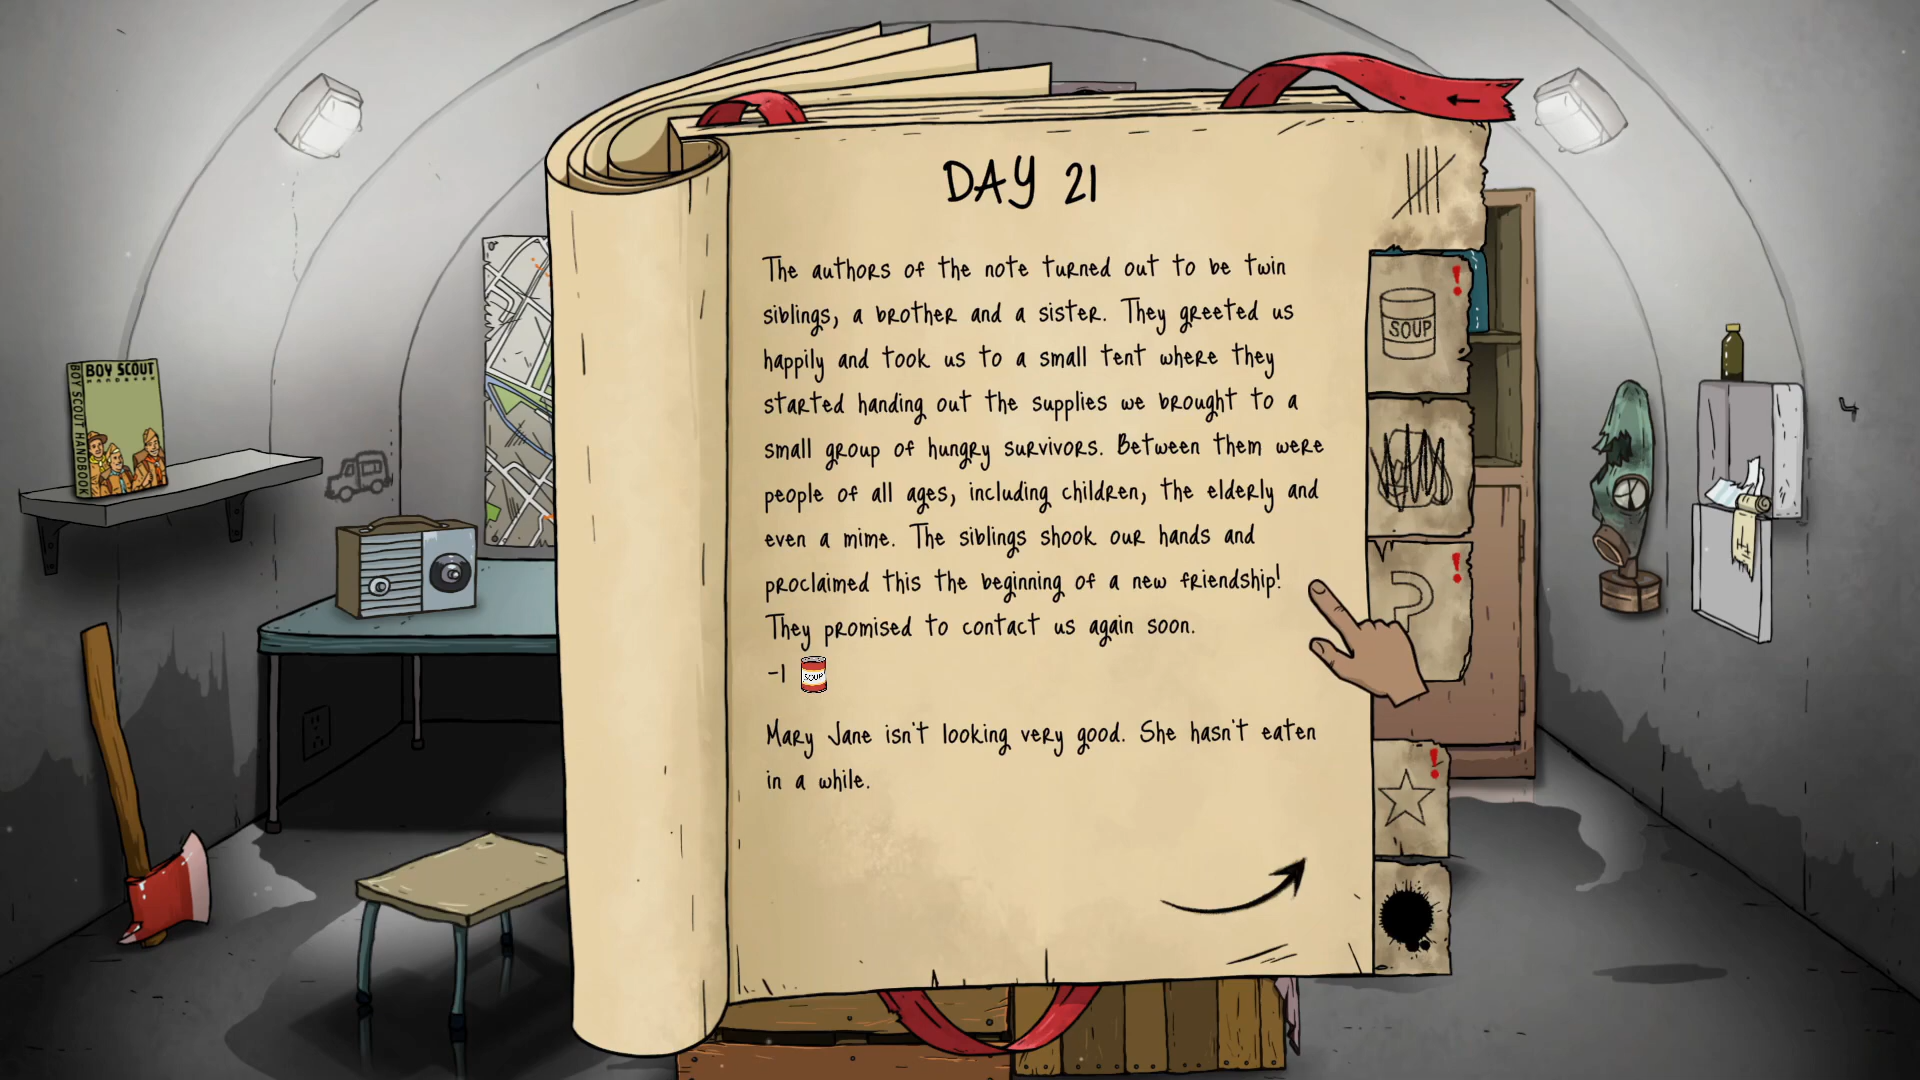 DAY 21
The authors of the note turned out to be twin
siblings, a brother and a sister. They greeted us
happily and took us to a small tent where they
started handing out the supplies we brought to a
small group of hungry survivors. Between them were
people of all ages, including children, the elderly and
even a mime. The siblings shook our hands and
proclaimed this the beginning of a new friendship!
They promised to contact us again soon.
-1 SOUP
Mary Jane isn't looking very good. She hasn't eaten
in a while.
SOUP
!
!
!
BOY SCOUT
HANDBOOK
BOY SCOUT HANDBOOK